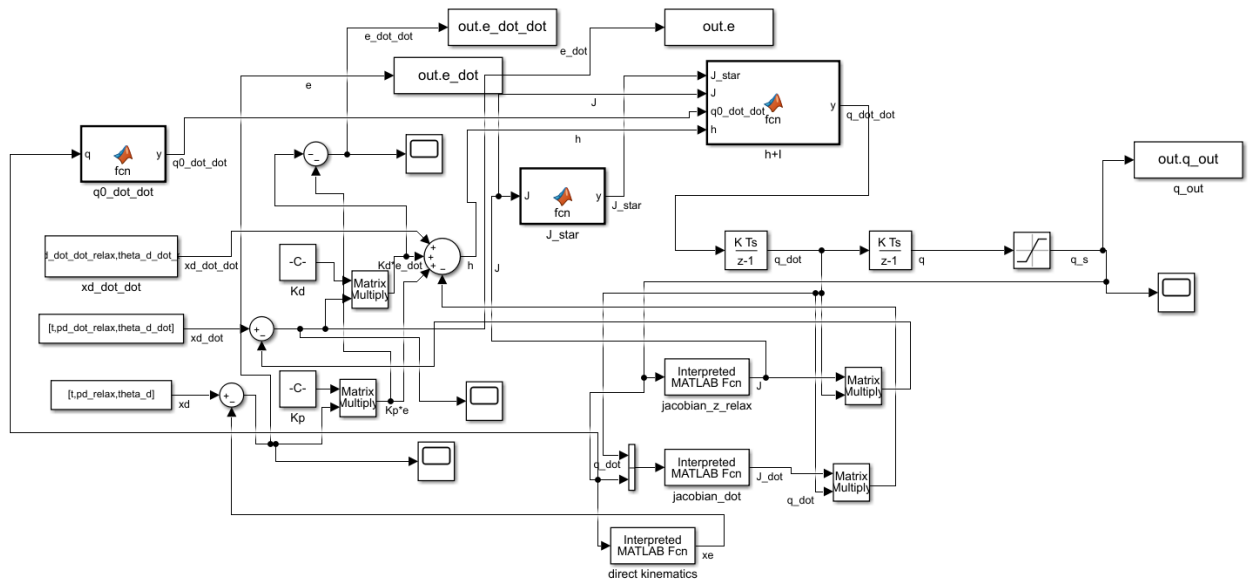 out.e_dot_dot
out.e
e_dot_dot
e_dot
out.e_dot
e
J_star
J
q0_dot_dot
h
fcn
y
h+I
q_dot_dot
J
h
q
fcn
y
q0_dot_dot
q0_dot_dot
J
fcn
y
J_star
J_star
J
out.q_out
q_out
d_dot_dot_relax,theta_d_dot_
xd_dot_dot
xd_dot_dot
-C-
Kd
Matrix
Multiply
Kd*e_dot
h
K Ts
z-1
q_dot
K Ts
z-1
q
q_s
[t,pd_dot_relax,theta_d_dot]
xd_dot
[t,pd_relax,theta_d]
xd
-C-
Kp
Matrix
Multiply
Kp*e
Interpreted
MATLAB Fcn
J
jacobian_z_relax
Matrix
Multiply
q_dot
Interpreted
MATLAB Fcn
J_dot
jacobian_dot
q_dot
Matrix
Multiply
Interpreted
MATLAB Fcn
xe
direct kinematics